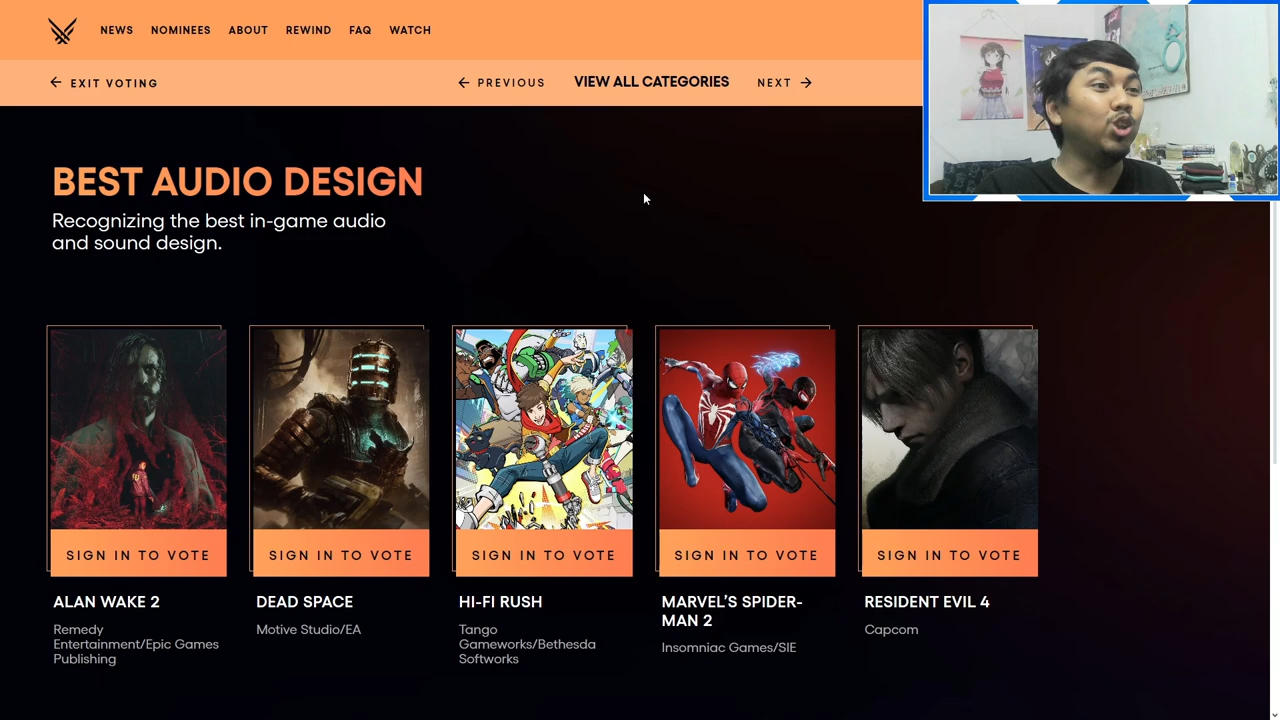 NEWS NOMINEES ABOUT REWIND FAQ WATCH
EXIT VOTING
PREVIOUS VIEW ALL CATEGORIES NEXT
BEST AUDIO DESIGN
Recognizing the best in-game audio
and sound design.
SIGN IN TO VOTE
ALAN WAKE 2
Remedy
Entertainment/Epic Games
Publishing
SIGN IN TO VOTE
DEAD SPACE
Motive Studio/EA
SIGN IN TO VOTE
HI-FI RUSH
Tango
Gameworks/Bethesda
Softworks
SIGN IN TO VOTE
MARVEL’S SPIDER-
MAN 2
Insomniac Games/SIE
SIGN IN TO VOTE
RESIDENT EVIL 4
Capcom